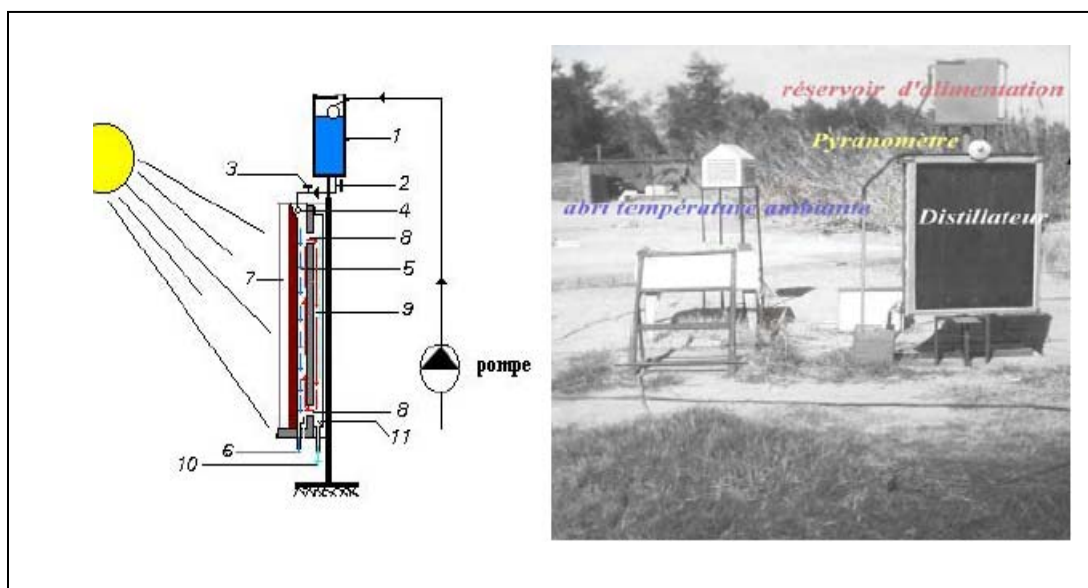 1
3
2
4
8
5
7
9
pompe
8
11
6
10
réservoir d'alimentation
Pyranomètre
abri température ambiante
Distillateur